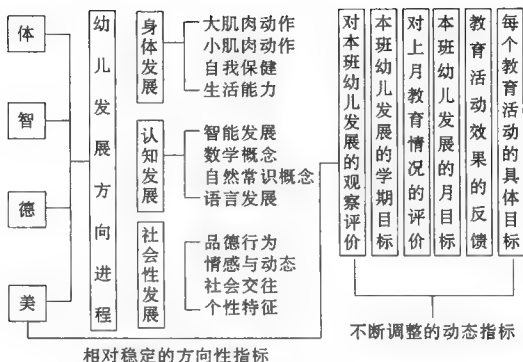 体
智
德
美
幼儿发展方向进程
身体发展
大肌肉动作
小肌肉动作
自我保健
生活能力
认知发展
智能发展
数学概念
自然常识概念
语言发展
社会性发展
品德行为
情感与动态
社会交往
个性特征
对本班幼儿发展的观察评价
本班幼儿发展的学期目标
对上月教育情况的评价
本班幼儿发展的月目标
教育活动效果的反馈
每个教育活动的具体目标
不断调整的动态指标
相对稳定的方向性指标